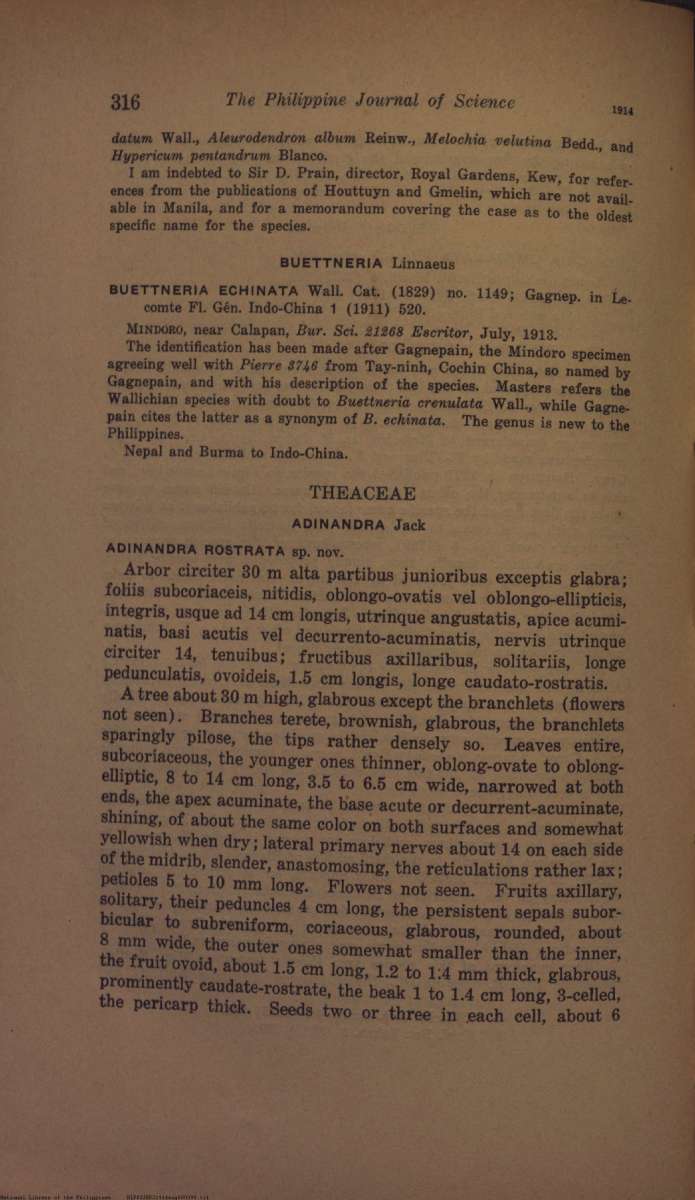 316 The Philippine Journal of Science 1914
datum Wall., Aleurodendron album Reinw., Melochia velutina Bedd., and
Hypericum pentandrum Blanco.
I am indebted to Sir D. Prain, director, Royal Gardens, Kew, for refer-
ences from the publications of Houttuyn and Gmelin, which are not avail-
able in Manila, and for a memorandum covering the case as to the oldest
specific name for the species.
BUETTNERIA Linnaeus
BUETTNERIA ECHINATA Wall. Cat. (1829) no. 1149; Gagnep. in Le-
comte Fl. Gén. Indo-China 1 (1911) 520.
MINDORO, near Calapan, Bur. Sci. 21268 Escritor, July, 1913.
The identification has been made after Gagnepain, the Mindoro specimen
agreeing well with Pierre 3746 from Tay-ninh, Cochin China, so named by
Gagnepain, and with his description of the species. Masters refers the
Wallichian species with doubt to Buettneria crenulata Wall., while Gagne-
pain cites the latter as a synonym of B. echinata. The genus is new to the
Philippines.
Nepal and Burma to Indo-China.
THEACEAE
ADINANDRA Jack
ADINANDRA ROSTRATA sp. nov.
Arbor circiter 30 m alta partibus junioribus exceptis glabra;
foliis subcoriaceis, nitidis, oblongo-ovatis vel oblongo-ellipticis,
integris, usque ad 14 cm longis, utrinque angustatis, apice acumi-
natis, basi acutis vel decurrento-acuminatis, nervis utrinque
circiter 14, tenuibus; fructibus axillaribus, solitariis, longe
pedunculatis, ovoideis, 1.5 cm longis, longe caudato-rostratis.
A tree about 30 m high, glabrous except the branchlets (flowers
not seen). Branches terete, brownish, glabrous, the branchlets
sparingly pilose, the tips rather densely so. Leaves entire,
subcoriaceous, the younger ones thinner, oblong-ovate to oblong-
elliptic, 8 to 14 cm long, 3.5 to 6.5 cm wide, narrowed at both
ends, the apex acuminate, the base acute or decurrent-acuminate,
shining, of about the same color on both surfaces and somewhat
yellowish when dry; lateral primary nerves about 14 on each side
of the midrib, slender, anastomosing, the reticulations rather lax;
petioles 5 to 10 mm long. Flowers not seen. Fruits axillary,
solitary, their peduncles 4 cm long, the persistent sepals subor-
bicular to subreniform, coriaceous, glabrous, rounded, about
8 mm wide, the outer ones somewhat smaller than the inner,
the fruit ovoid, about 1.5 cm long, 1.2 to 1.4 mm thick, glabrous,
prominently caudate-rostrate, the beak 1 to 1.4 cm long, 3-celled,
the pericarp thick. Seeds two or three in each cell, about 6
National Library of the Philippines